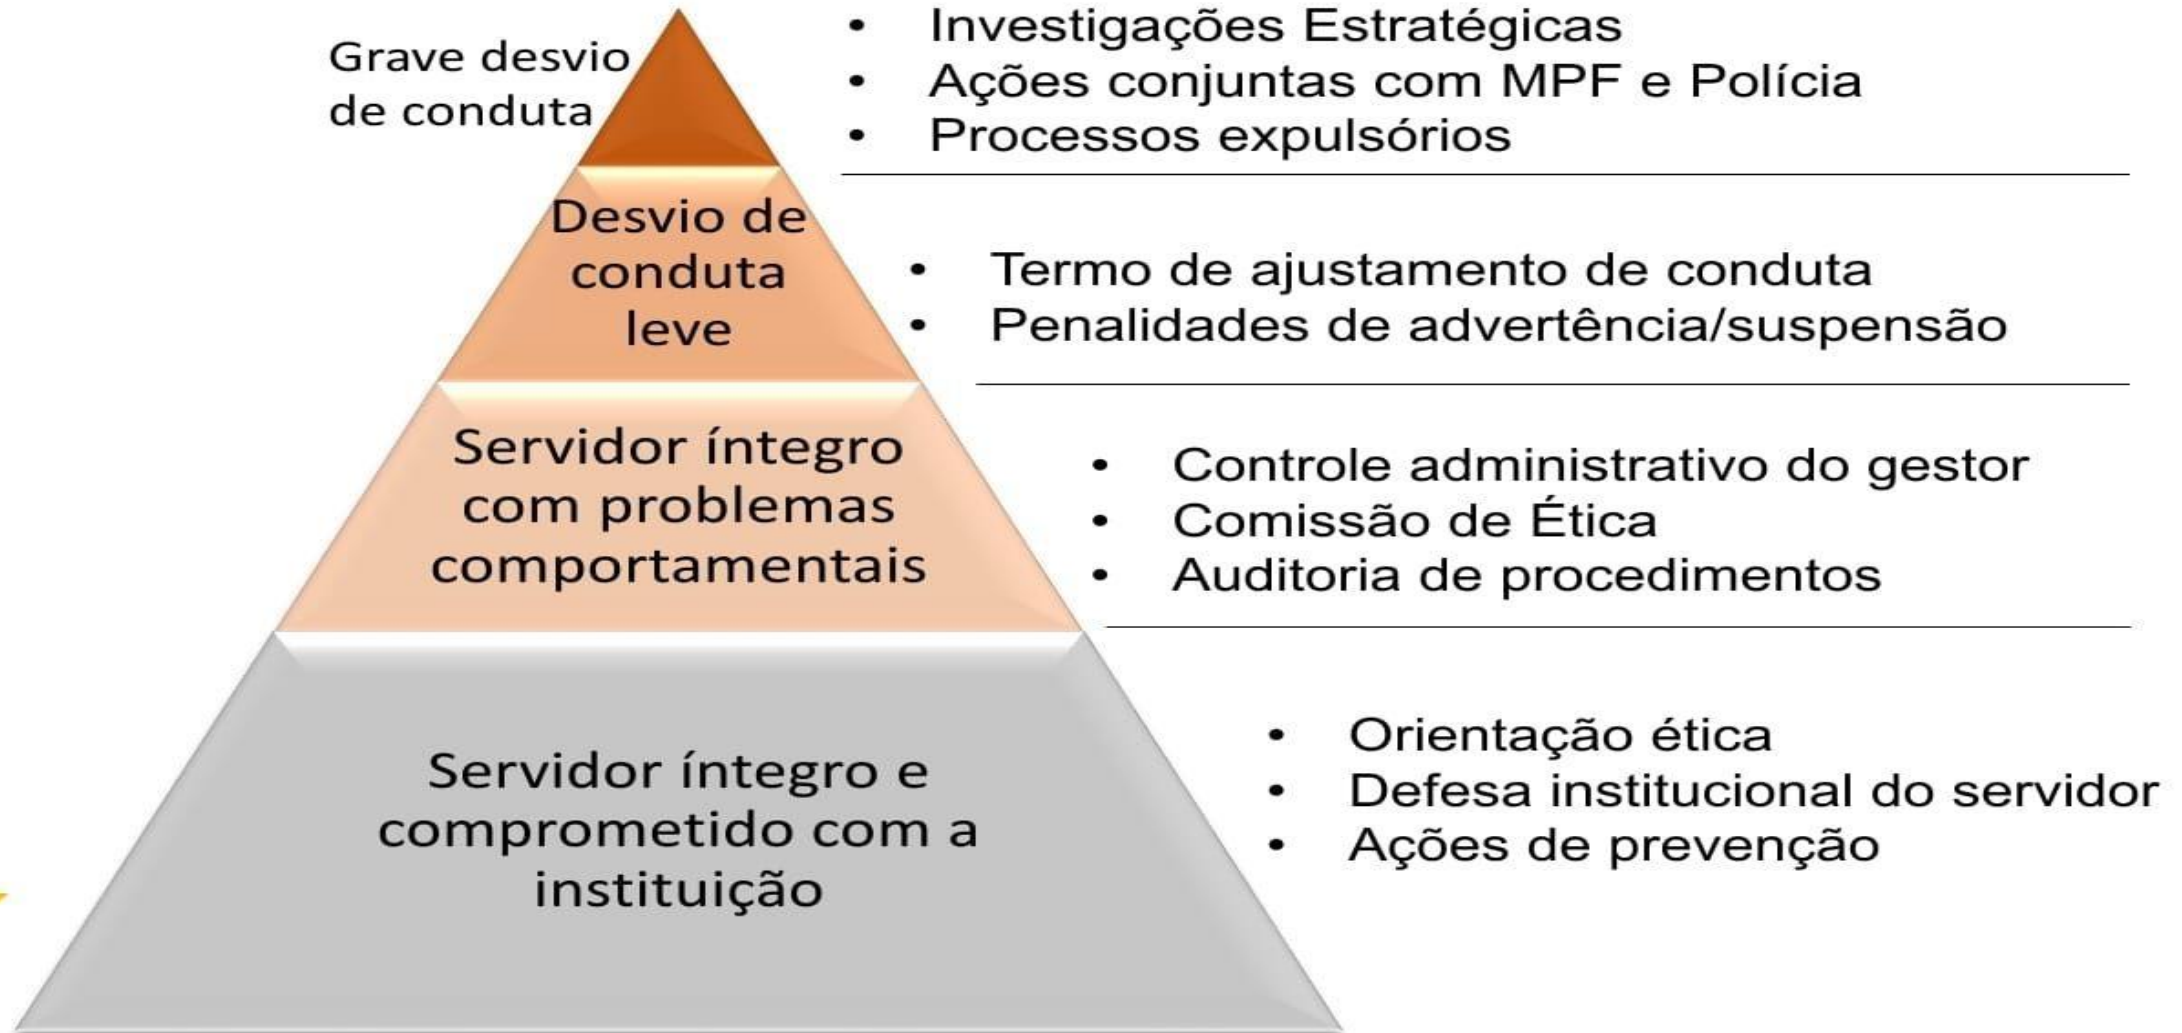 Grave desvio
de conduta
• Investigações Estratégicas
• Ações conjuntas com MPF e Polícia
• Processos expulsórios
Desvio de
conduta
leve
• Termo de ajustamento de conduta
• Penalidades de advertência/suspensão
Servidor íntegro
com problemas
comportamentais
• Controle administrativo do gestor
• Comissão de Ética
• Auditoria de procedimentos
Servidor íntegro e
comprometido com a
instituição
• Orientação ética
• Defesa institucional do servidor
• Ações de prevenção